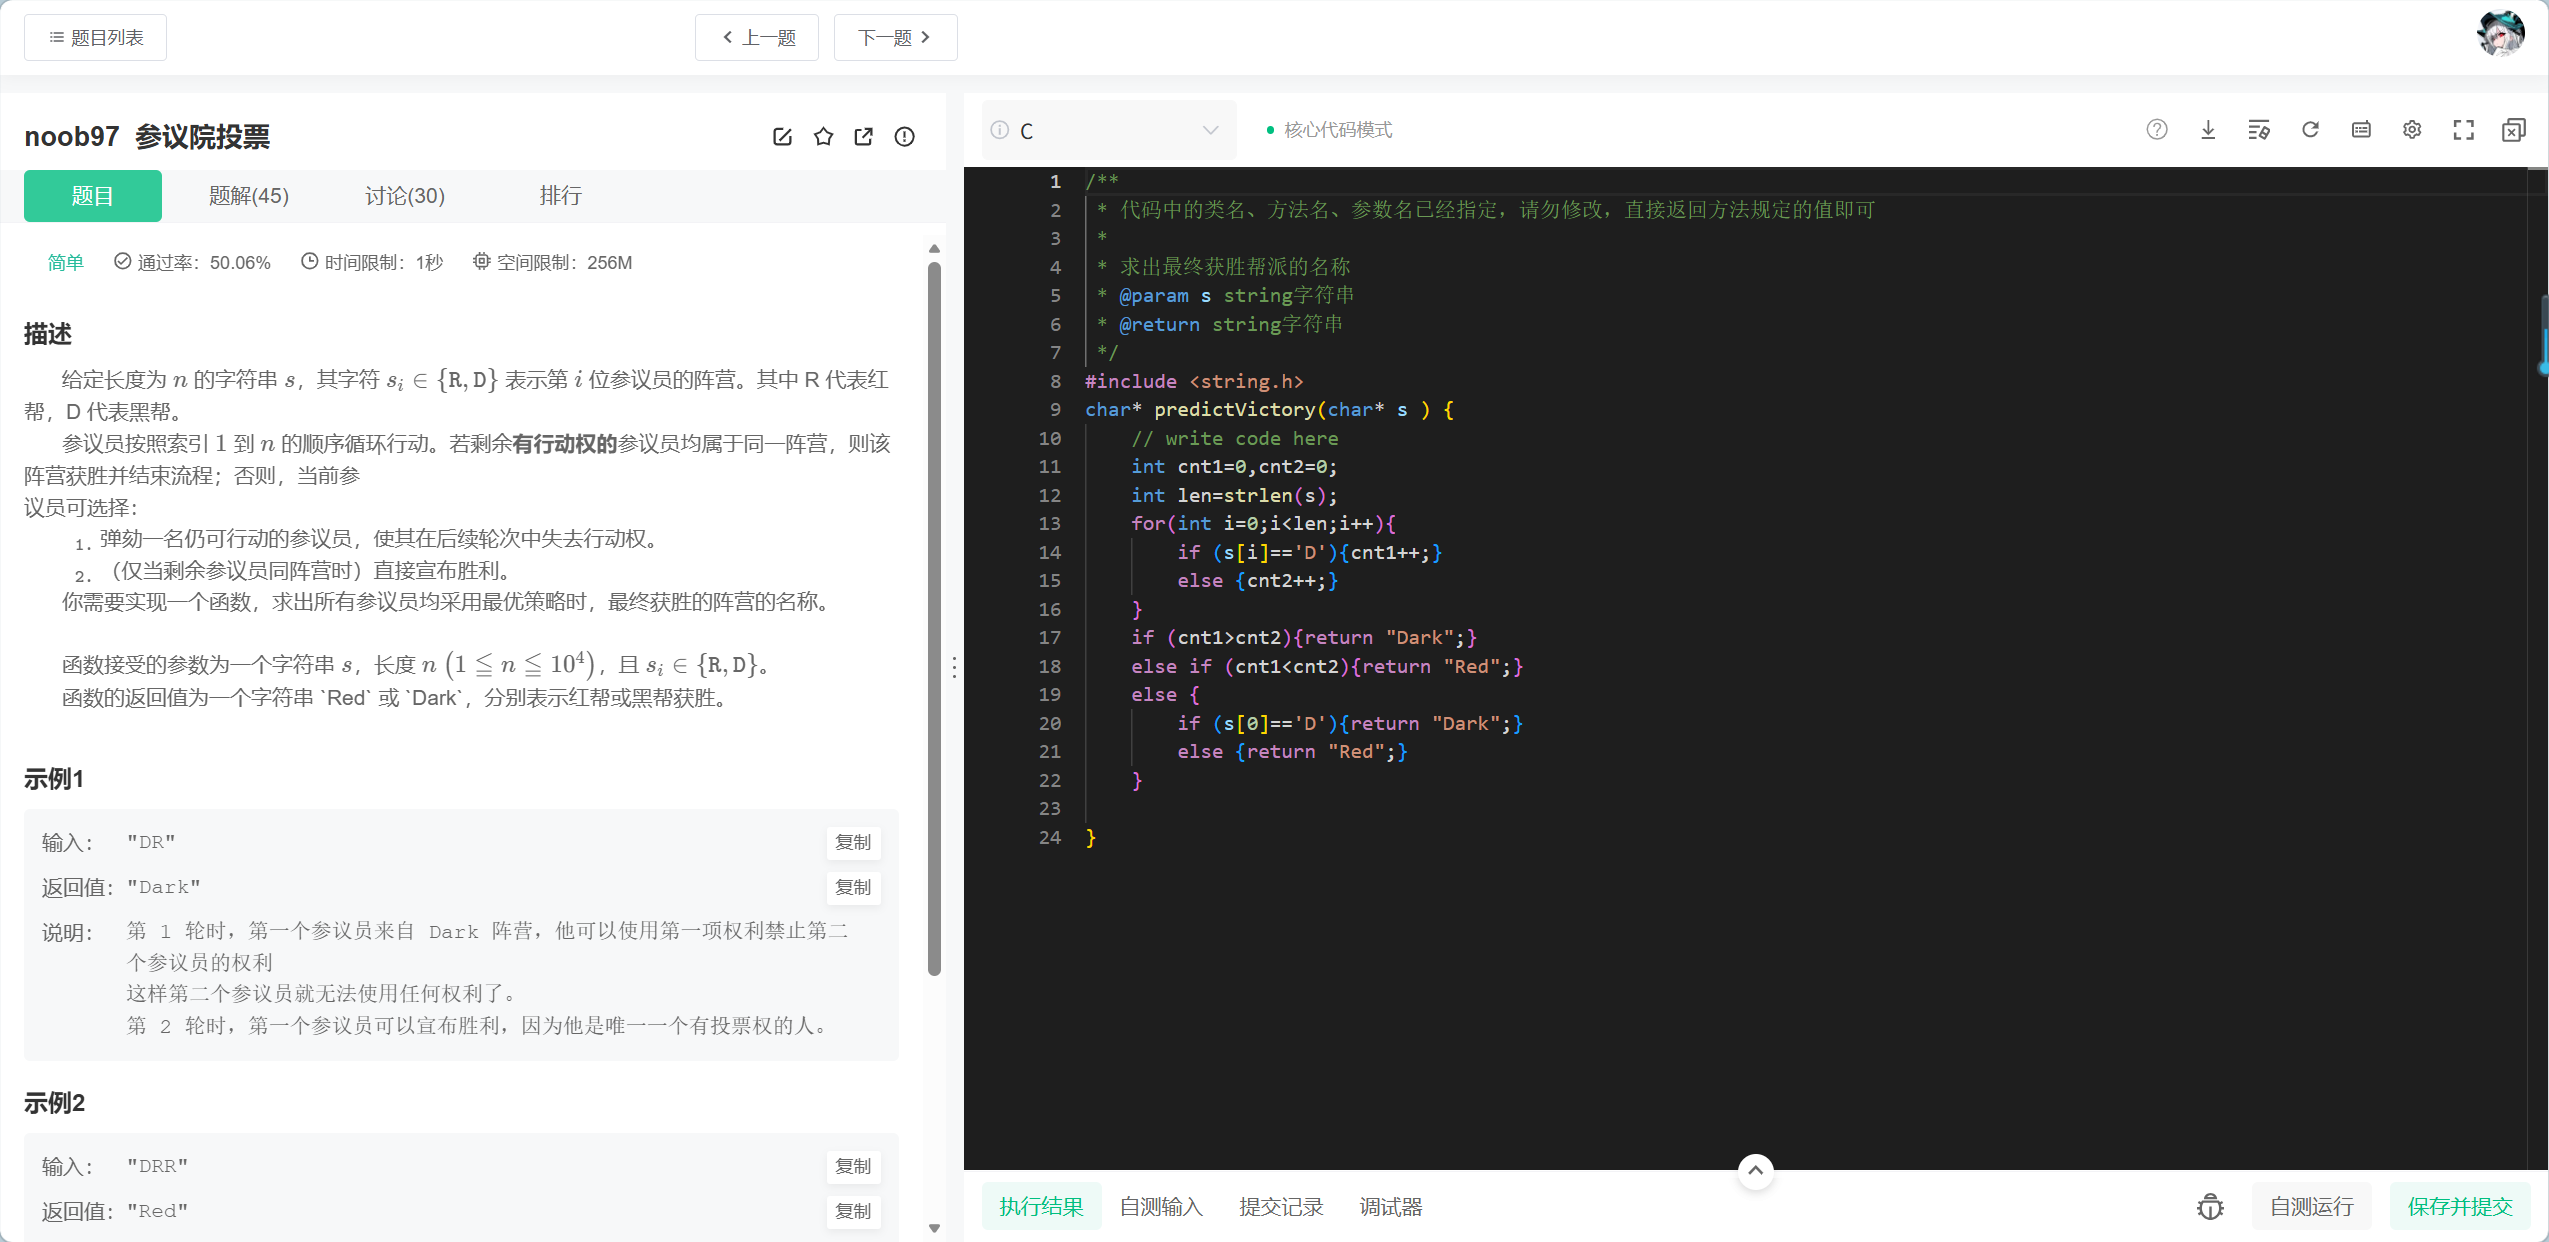 题目列表
上一题
下一题
noob97 参议院投票
题目
题解(45)
讨论(30)
排行
简单 通过率：50.06% 时间限制：1秒 空间限制：256M
描述
给定长度为 n 的字符串 s，其字符 s_i ∈ {R, D} 表示第 i 位参议员的阵营。其中 R 代表红
帮，D 代表黑帮。
参议员按照索引 1 到 n 的顺序循环行动。若剩余有行动权的参议员均属于同一阵营，则该
阵营获胜并结束流程；否则，当前参
议员可选择：
1. 弹劾一名仍可行动的参议员，使其在后续轮次中失去行动权。
2. （仅当剩余参议员同阵营时）直接宣布胜利。
你需要实现一个函数，求出所有参议员均采用最优策略时，最终获胜的阵营的名称。
函数接受的参数为一个字符串 s，长度 n (1 ≦ n ≦ 10^4)，且 s_i ∈ {R, D}。
函数的返回值为一个字符串 `Red` 或 `Dark`，分别表示红帮或黑帮获胜。
示例1
输入： "DR" 复制
返回值： "Dark" 复制
说明： 第 1 轮时，第一个参议员来自 Dark 阵营，他可以使用第一项权利禁止第二
个参议员的权利
这样第二个参议员就无法使用任何权利了。
第 2 轮时，第一个参议员可以宣布胜利，因为他是唯一一个有投票权的人。
示例2
输入： "DRR" 复制
返回值： "Red" 复制
C
核心代码模式
1 /**
2  * 代码中的类名、方法名、参数名已经指定，请勿修改，直接返回方法规定的值即可
3  *
4  * 求出最终获胜帮派的名称
5  * @param s string字符串
6  * @return string字符串
7  */
8 #include <string.h>
9 char* predictVictory(char* s ) {
10     // write code here
11     int cnt1=0,cnt2=0;
12     int len=strlen(s);
13     for(int i=0;i<len;i++){
14         if (s[i]=='D'){cnt1++;}
15         else {cnt2++;}
16     }
17     if (cnt1>cnt2){return "Dark";}
18     else if (cnt1<cnt2){return "Red";}
19     else {
20         if (s[0]=='D'){return "Dark";}
21         else {return "Red";}
22     }
23
24 }
执行结果
自测输入
提交记录
调试器
自测运行
保存并提交